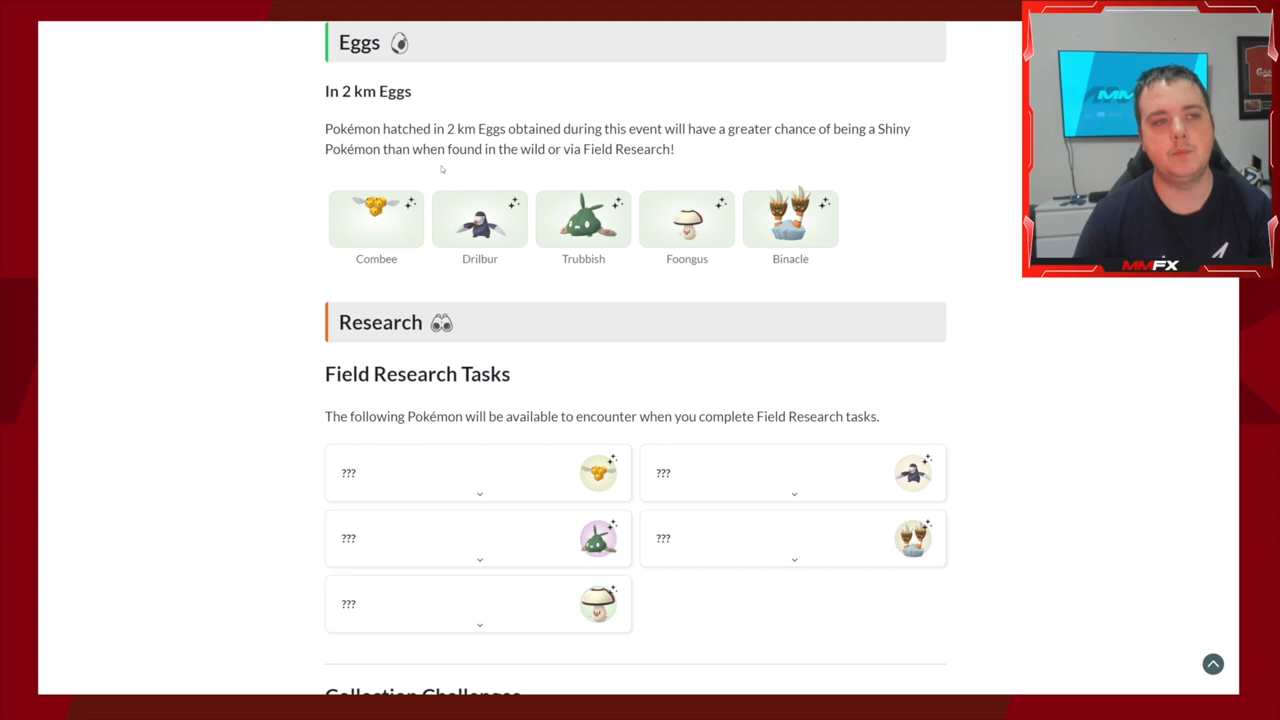 Eggs
In 2 km Eggs
Pokémon hatched in 2 km Eggs obtained during this event will have a greater chance of being a Shiny
Pokémon than when found in the wild or via Field Research!
Combee
Drilbur
Trubbish
Foongus
Binacle
Research
Field Research Tasks
The following Pokémon will be available to encounter when you complete Field Research tasks.
???
???
???
???
???
Collection Challenges
MMFX